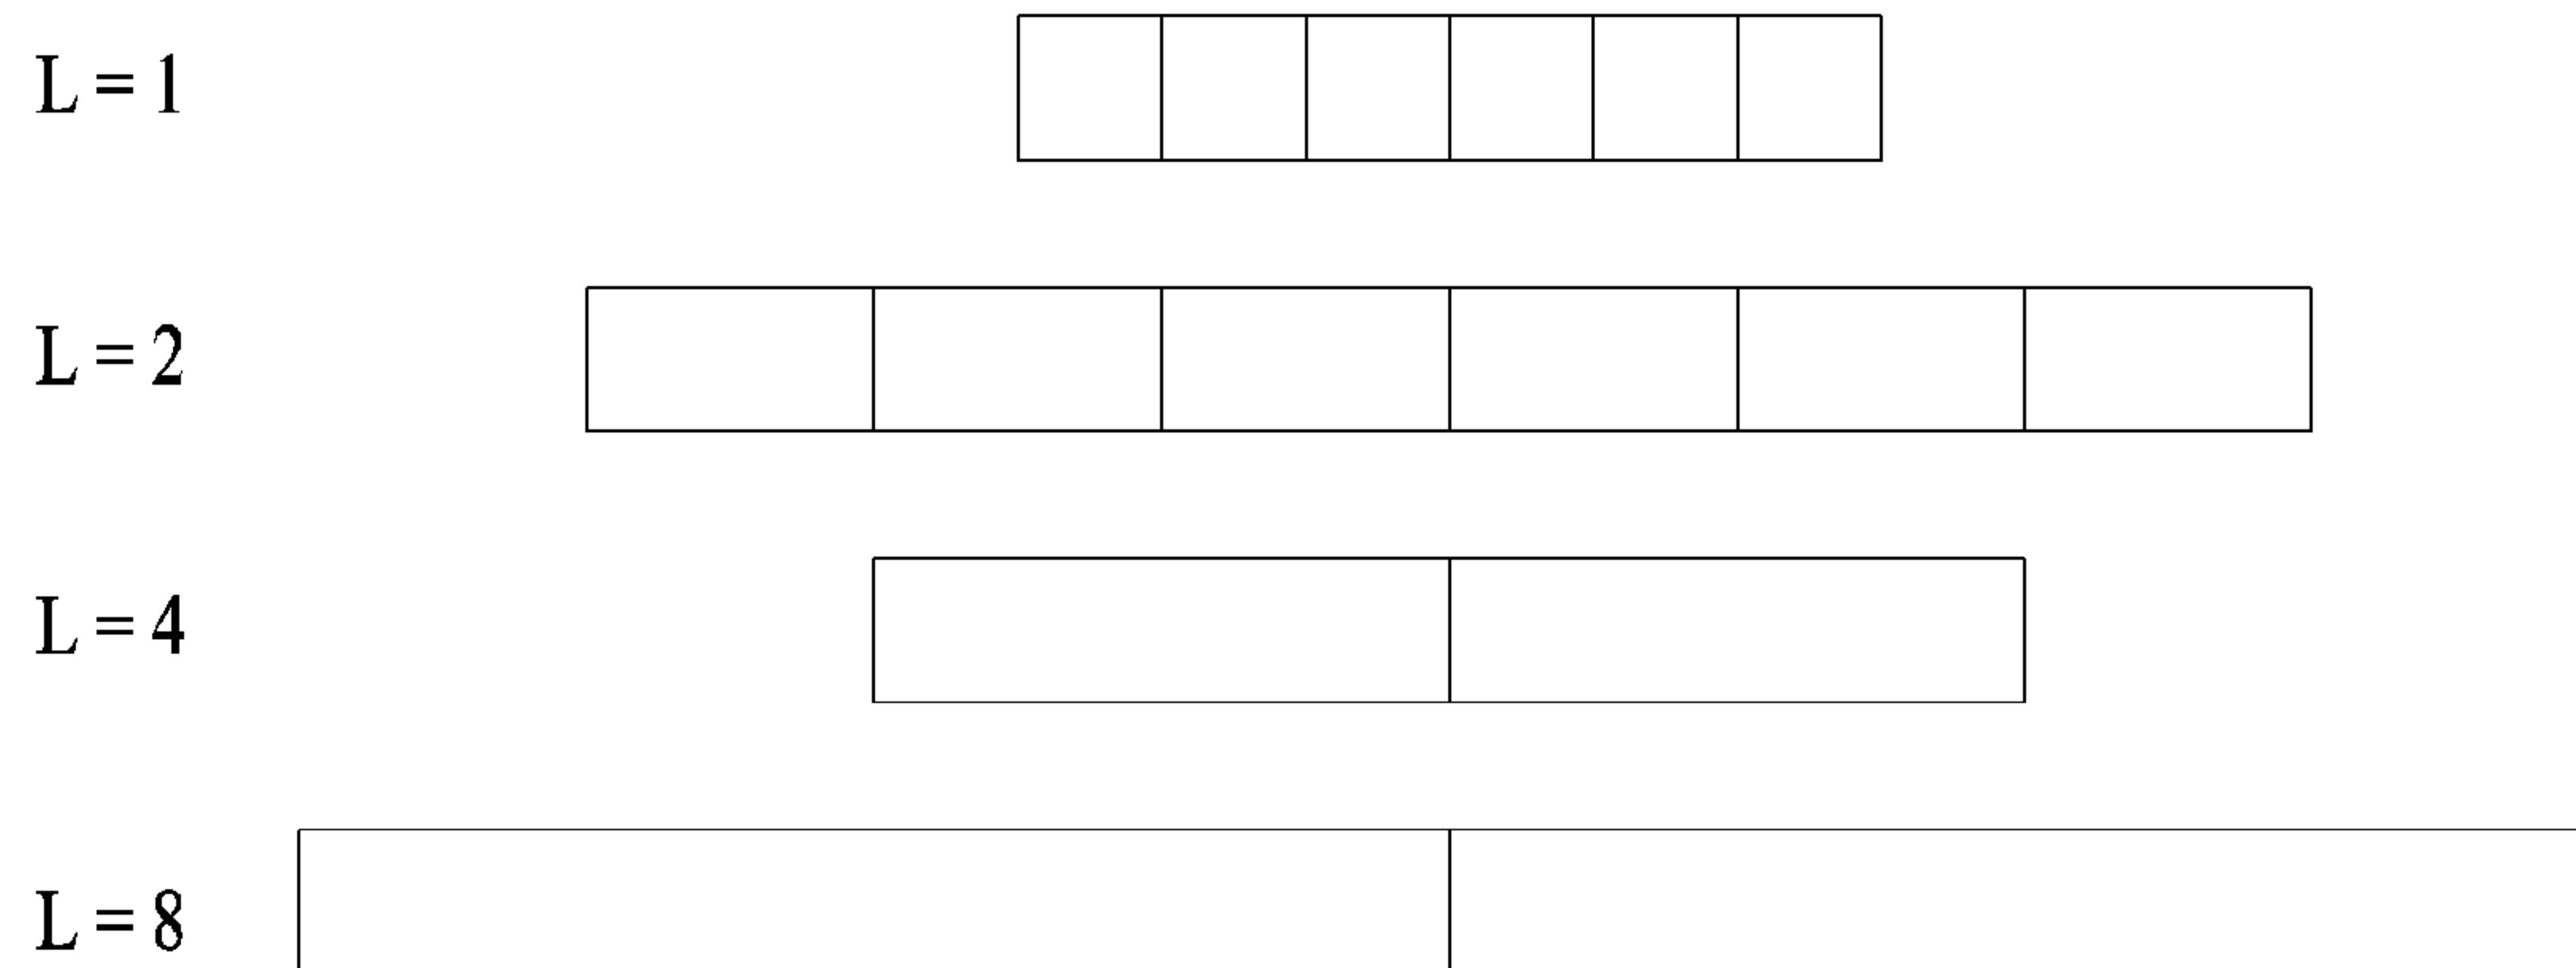 L = 1
L = 2
L = 4
L = 8